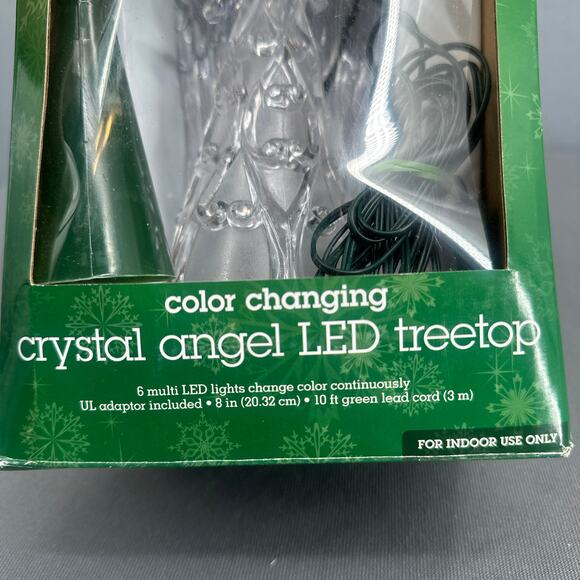 color changing
crystal angel LED treetop
6 multi LED lights change color continuously
UL adaptor included • 8 in (20.32 cm) • 10 ft green lead cord (3 m)
FOR INDOOR USE ONLY